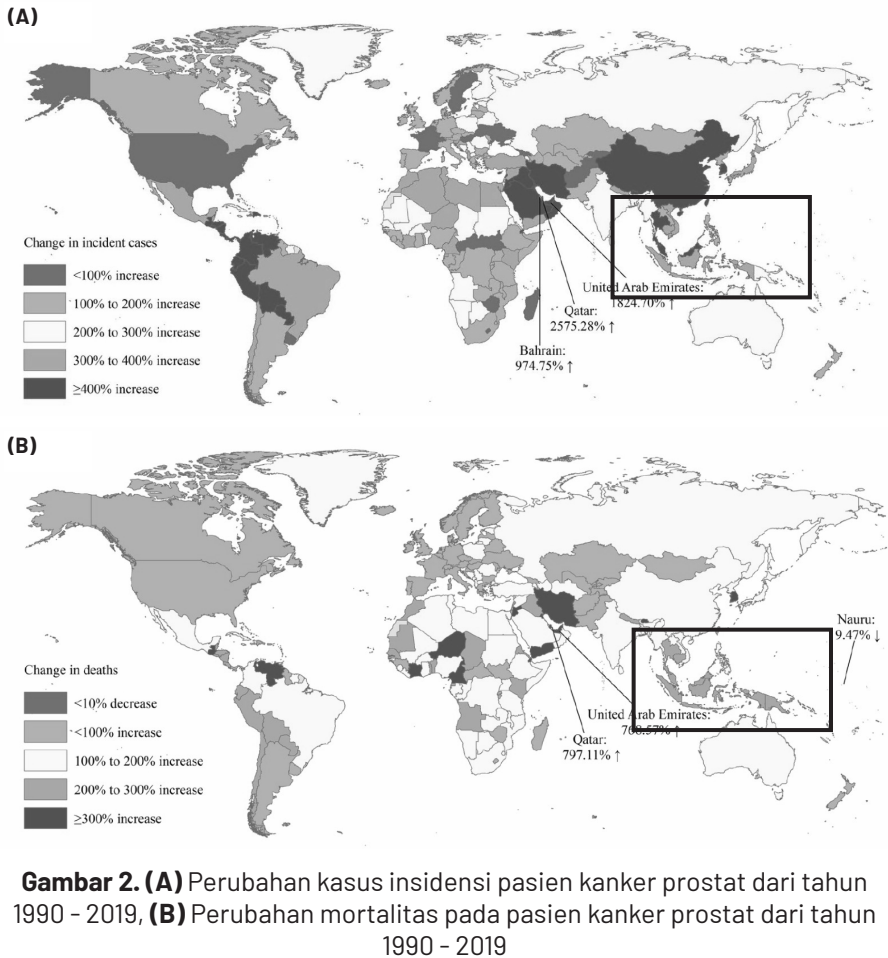 (A)
Change in incident cases
<100% increase
100% to 200% increase
200% to 300% increase
300% to 400% increase
≥400% increase
United Arab Emirates:
1824.70% ↑
Qatar:
2575.28% ↑
Bahrain:
974.75% ↑
(B)
Change in deaths
<10% decrease
<100% increase
100% to 200% increase
200% to 300% increase
≥300% increase
Nauru:
9.47% ↓
United Arab Emirates:
Qatar:
797.11% ↑
Gambar 2. (A) Perubahan kasus insidensi pasien kanker prostat dari tahun
1990 - 2019, (B) Perubahan mortalitas pada pasien kanker prostat dari tahun
1990 - 2019